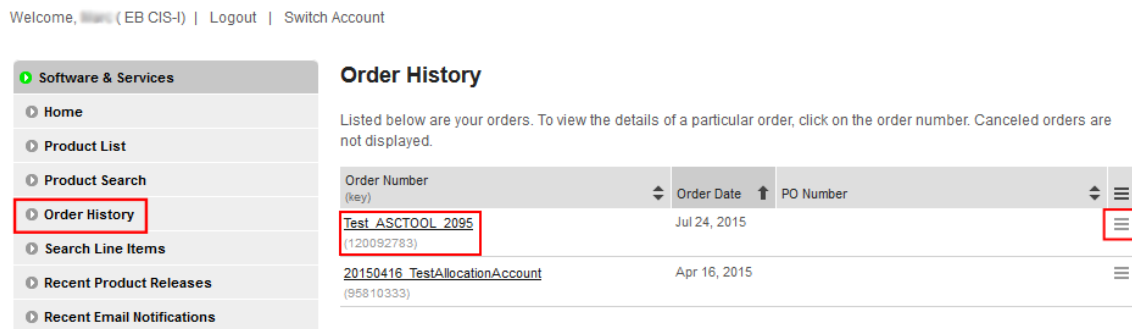 Welcome, ( EB CIS-I) | Logout | Switch Account
Software & Services
Home
Product List
Product Search
Order History
Search Line Items
Recent Product Releases
Recent Email Notifications
Order History
Listed below are your orders. To view the details of a particular order, click on the order number. Canceled orders are
not displayed.
Order Number
(key)
Order Date
PO Number
Test_ASCTOOL_2095
(120092783)
Jul 24, 2015
20150416_TestAllocationAccount
(95810333)
Apr 16, 2015